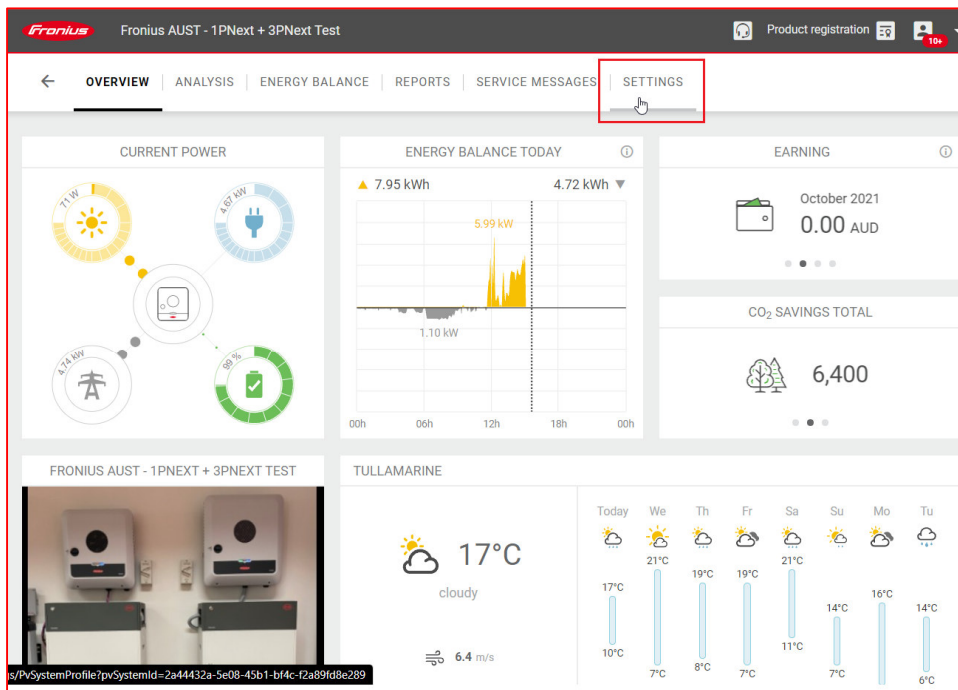 Fronius
Fronius AUST - 1PNext + 3PNext Test
Product registration
10+
OVERVIEW
ANALYSIS
ENERGY BALANCE
REPORTS
SERVICE MESSAGES
SETTINGS
CURRENT POWER
71 W
4.67 kW
4.74 kW
99 %
ENERGY BALANCE TODAY
7.95 kWh
4.72 kWh
5.99 kW
1.10 kW
00h 06h 12h 18h 00h
EARNING
October 2021
0.00 AUD
CO₂ SAVINGS TOTAL
6,400
FRONIUS AUST - 1PNEXT + 3PNEXT TEST
gs/PvSystemProfile?pvSystemId=2a44432a-5e08-45b1-bf4c-f2a89fd8e289
TULLAMARINE
17°C
cloudy
6.4 m/s
Today We Th Fr Sa Su Mo Tu
17°C 21°C 19°C 19°C 21°C 14°C 16°C 14°C
10°C 7°C 8°C 7°C 11°C 7°C 7°C 6°C